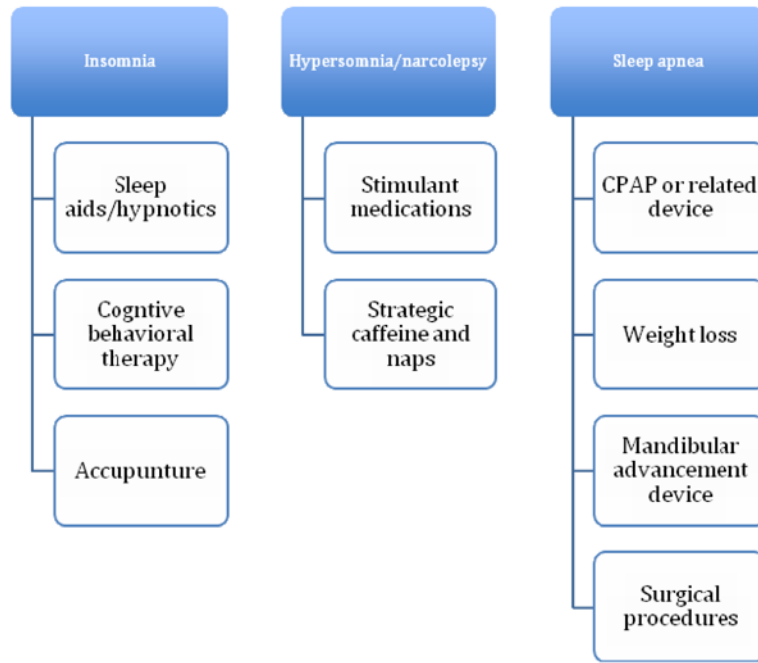 Insomnia
Sleep
aids/hypnotics
Cogntive
behavioral
therapy
Accupunture
Hypersomnia/narcolepsy
Stimulant
medications
Strategic
caffeine and
naps
Sleep apnea
CPAP or related
device
Weight loss
Mandibular
advancement
device
Surgical
procedures